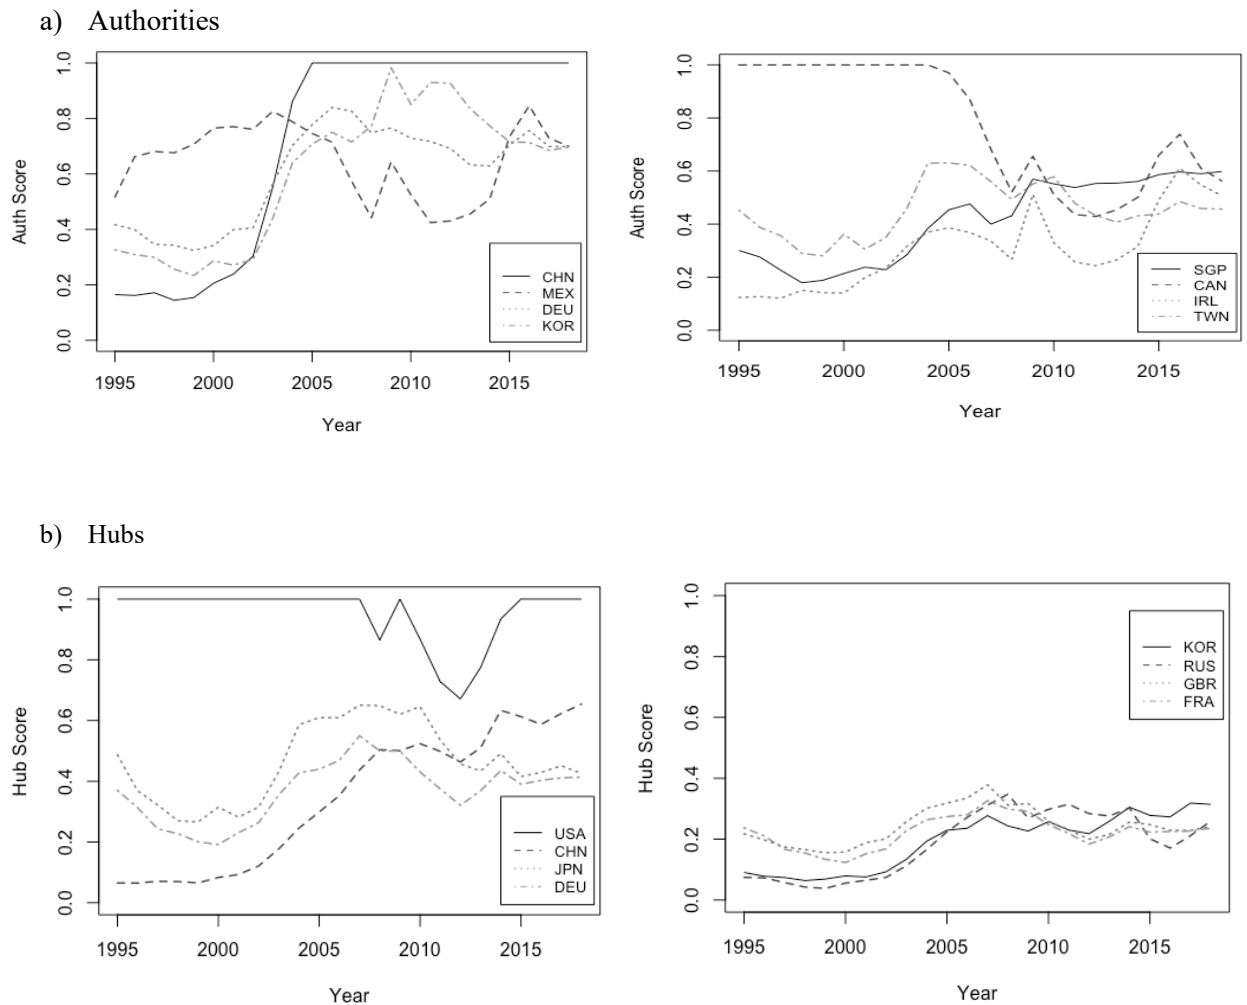 a) Authorities
Auth Score
0.0 0.2 0.4 0.6 0.8 1.0
CHN
MEX
DEU
KOR
1995 2000 2005 2010 2015
Year
Auth Score
0.0 0.2 0.4 0.6 0.8 1.0
SGP
CAN
IRL
TWN
1995 2000 2005 2010 2015
Year
b) Hubs
Hub Score
0.0 0.2 0.4 0.6 0.8 1.0
USA
CHN
JPN
DEU
1995 2000 2005 2010 2015
Year
Hub Score
0.0 0.2 0.4 0.6 0.8 1.0
KOR
RUS
GBR
FRA
1995 2000 2005 2010 2015
Year